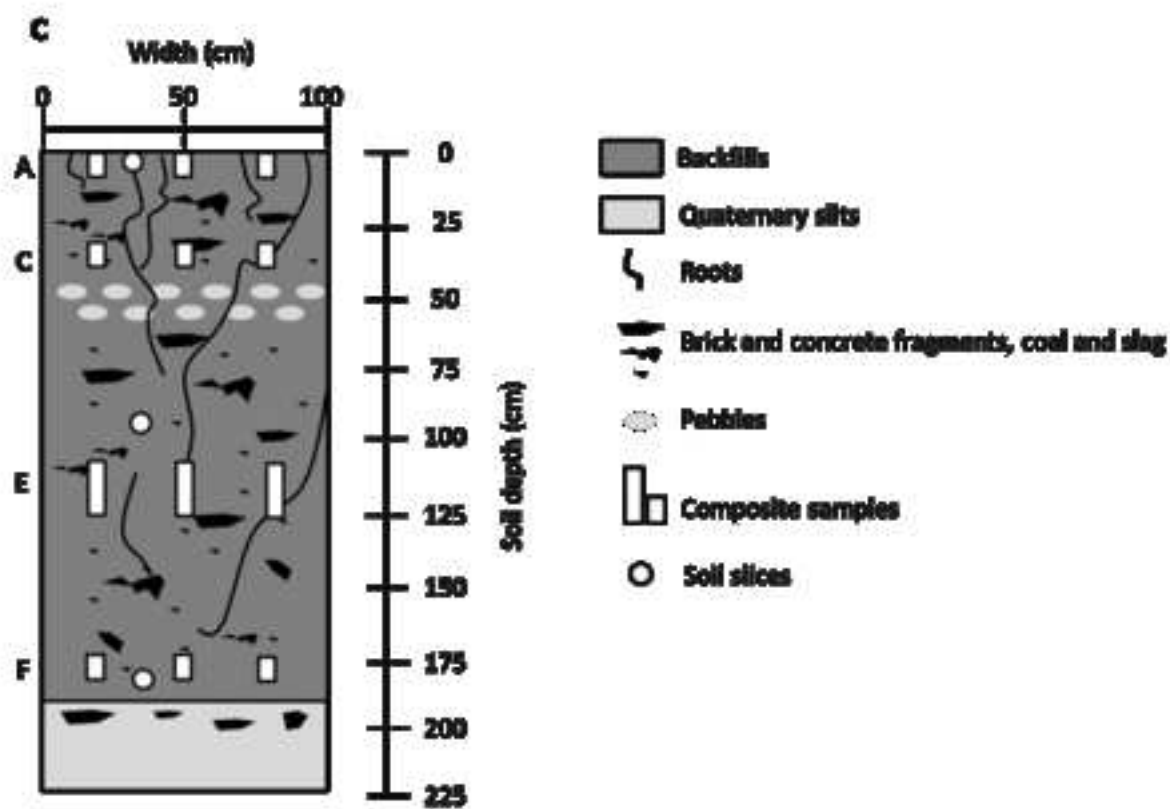 C
Width (cm)
0 50 100
A
C
E
F
0
25
50
75
100
125
150
175
200
225
Soil depth (cm)
Backfills
Quaternary silts
Roots
Brick and concrete fragments, coal and slag
Pebbles
Composite samples
Soil slices